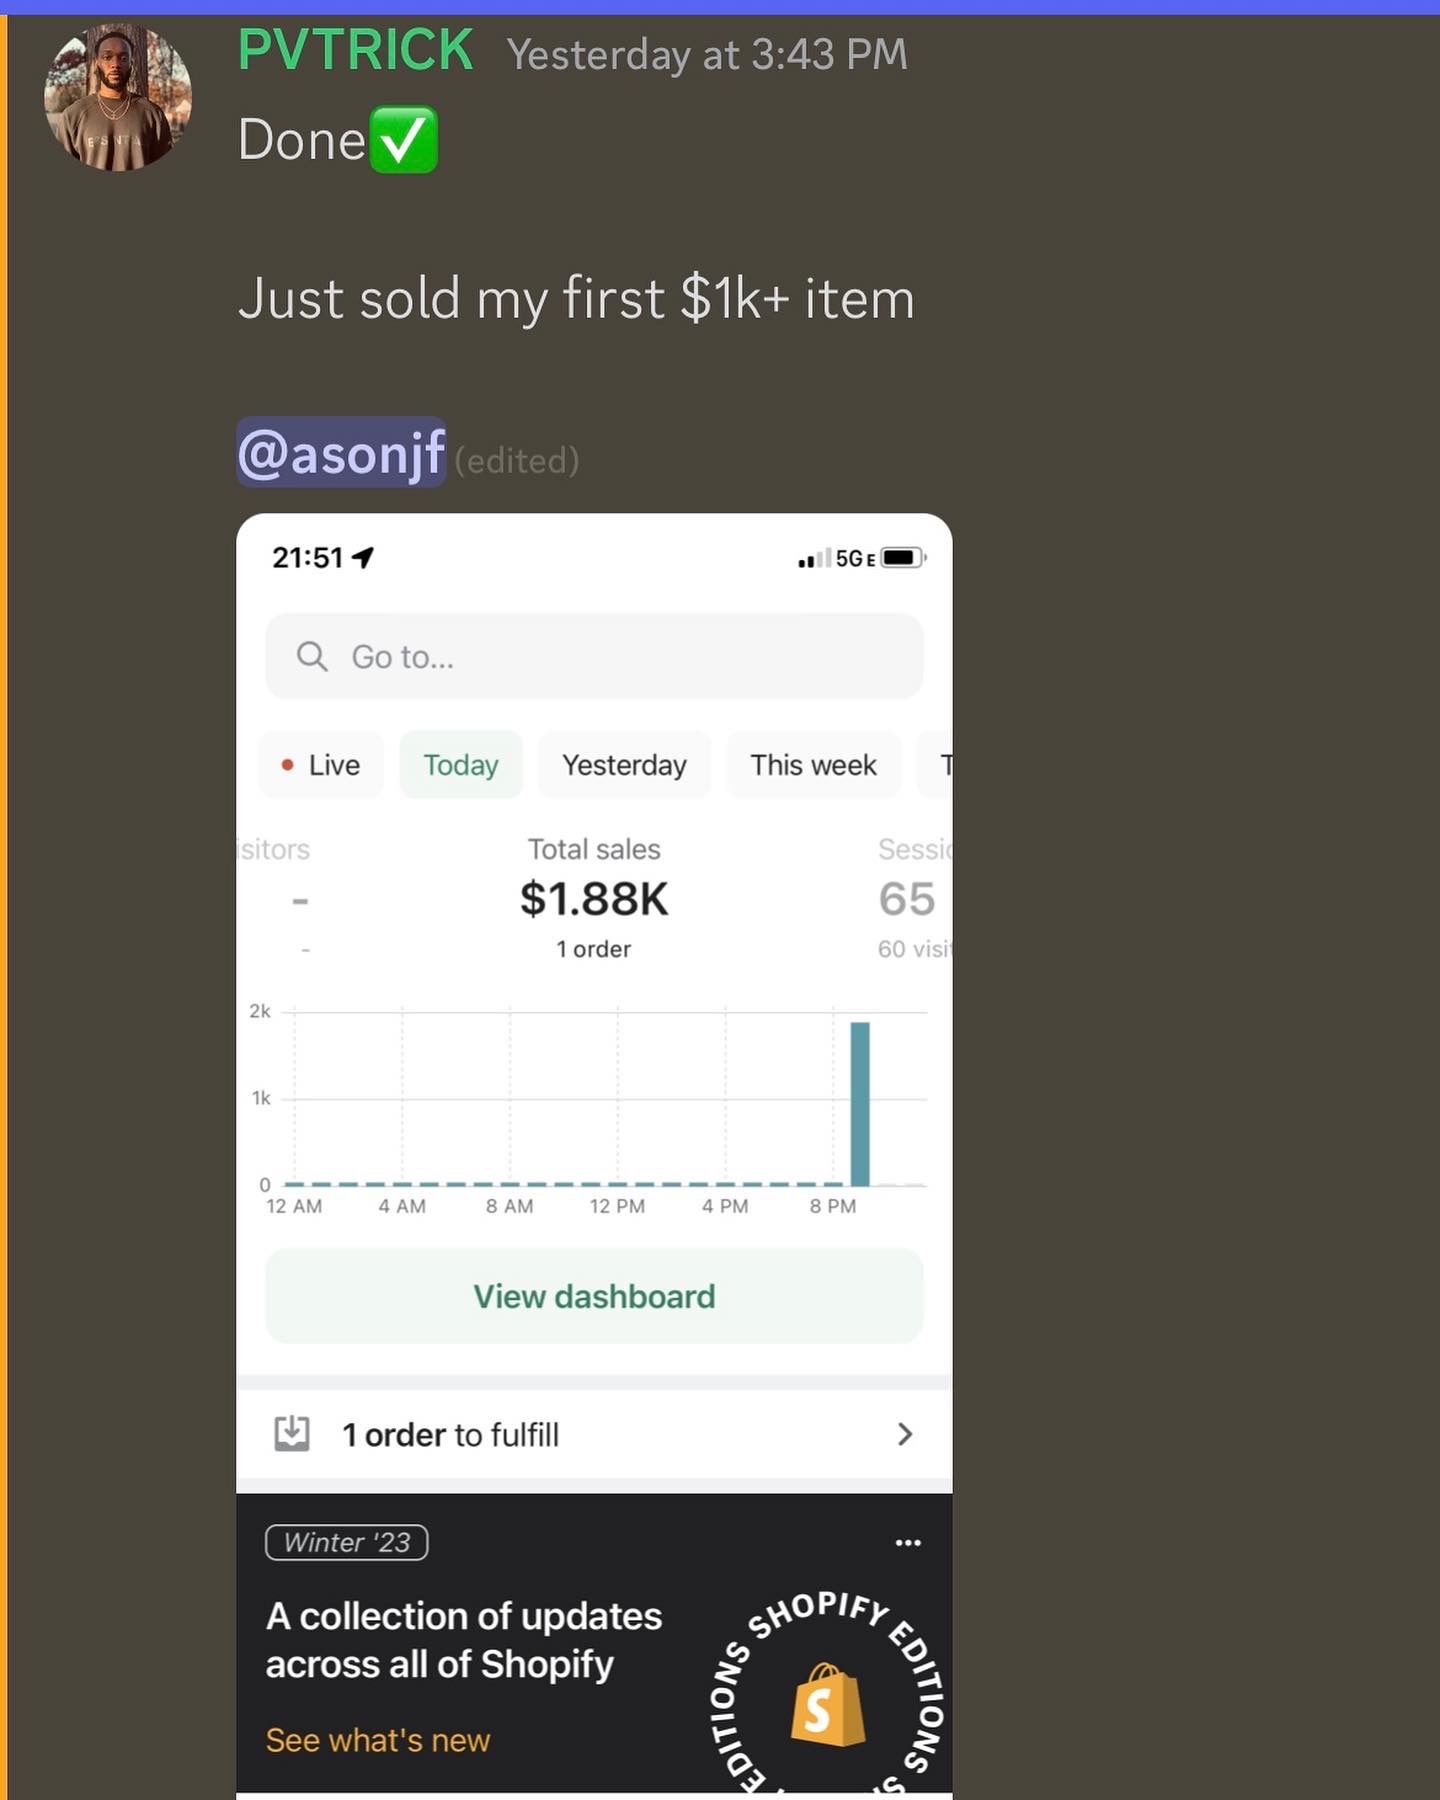 PVTRICK Yesterday at 3:43 PM
Done✅
Just sold my first $1k+ item
@asonjf (edited)
21:51 5G E
Go to...
Live Today Yesterday This week T
isitors Total sales Sessio
- $1.88K 65
- 1 order 60 visit
2k
1k
0
12 AM 4 AM 8 AM 12 PM 4 PM 8 PM
View dashboard
1 order to fulfill
Winter '23
A collection of updates
across all of Shopify
See what's new
EDITIONS SHOPIFY EDITIONS S
S